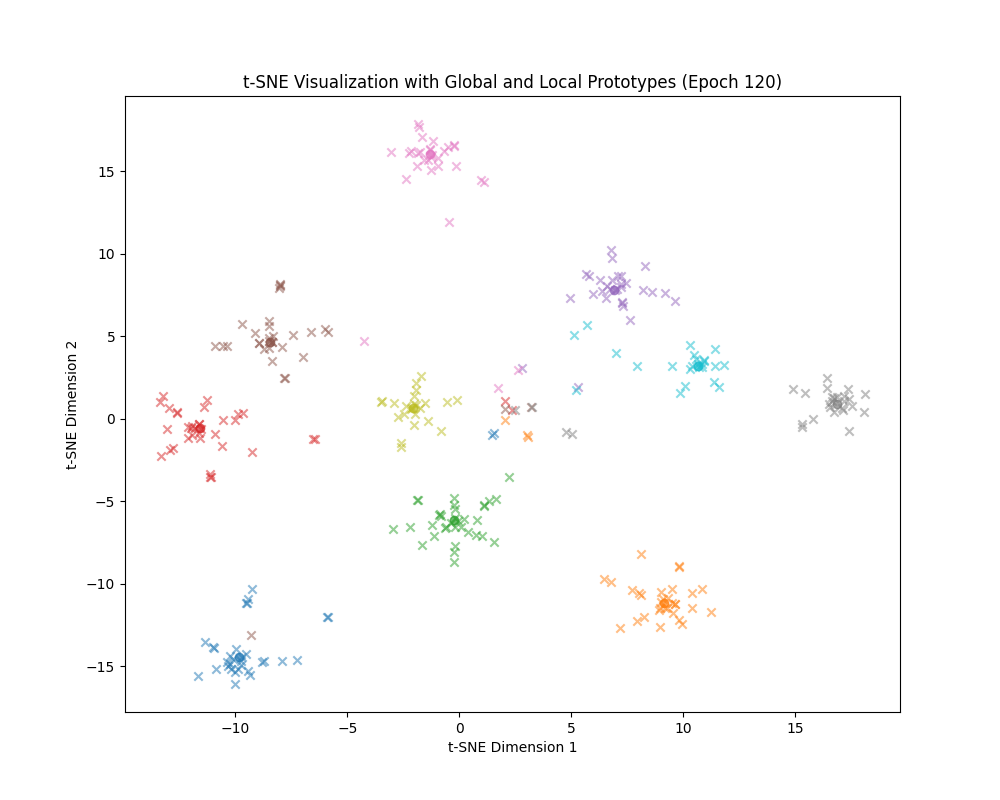 t-SNE Visualization with Global and Local Prototypes (Epoch 120)
15
10
5
0
−5
−10
−15
t-SNE Dimension 2
−10 −5 0 5 10 15
t-SNE Dimension 1